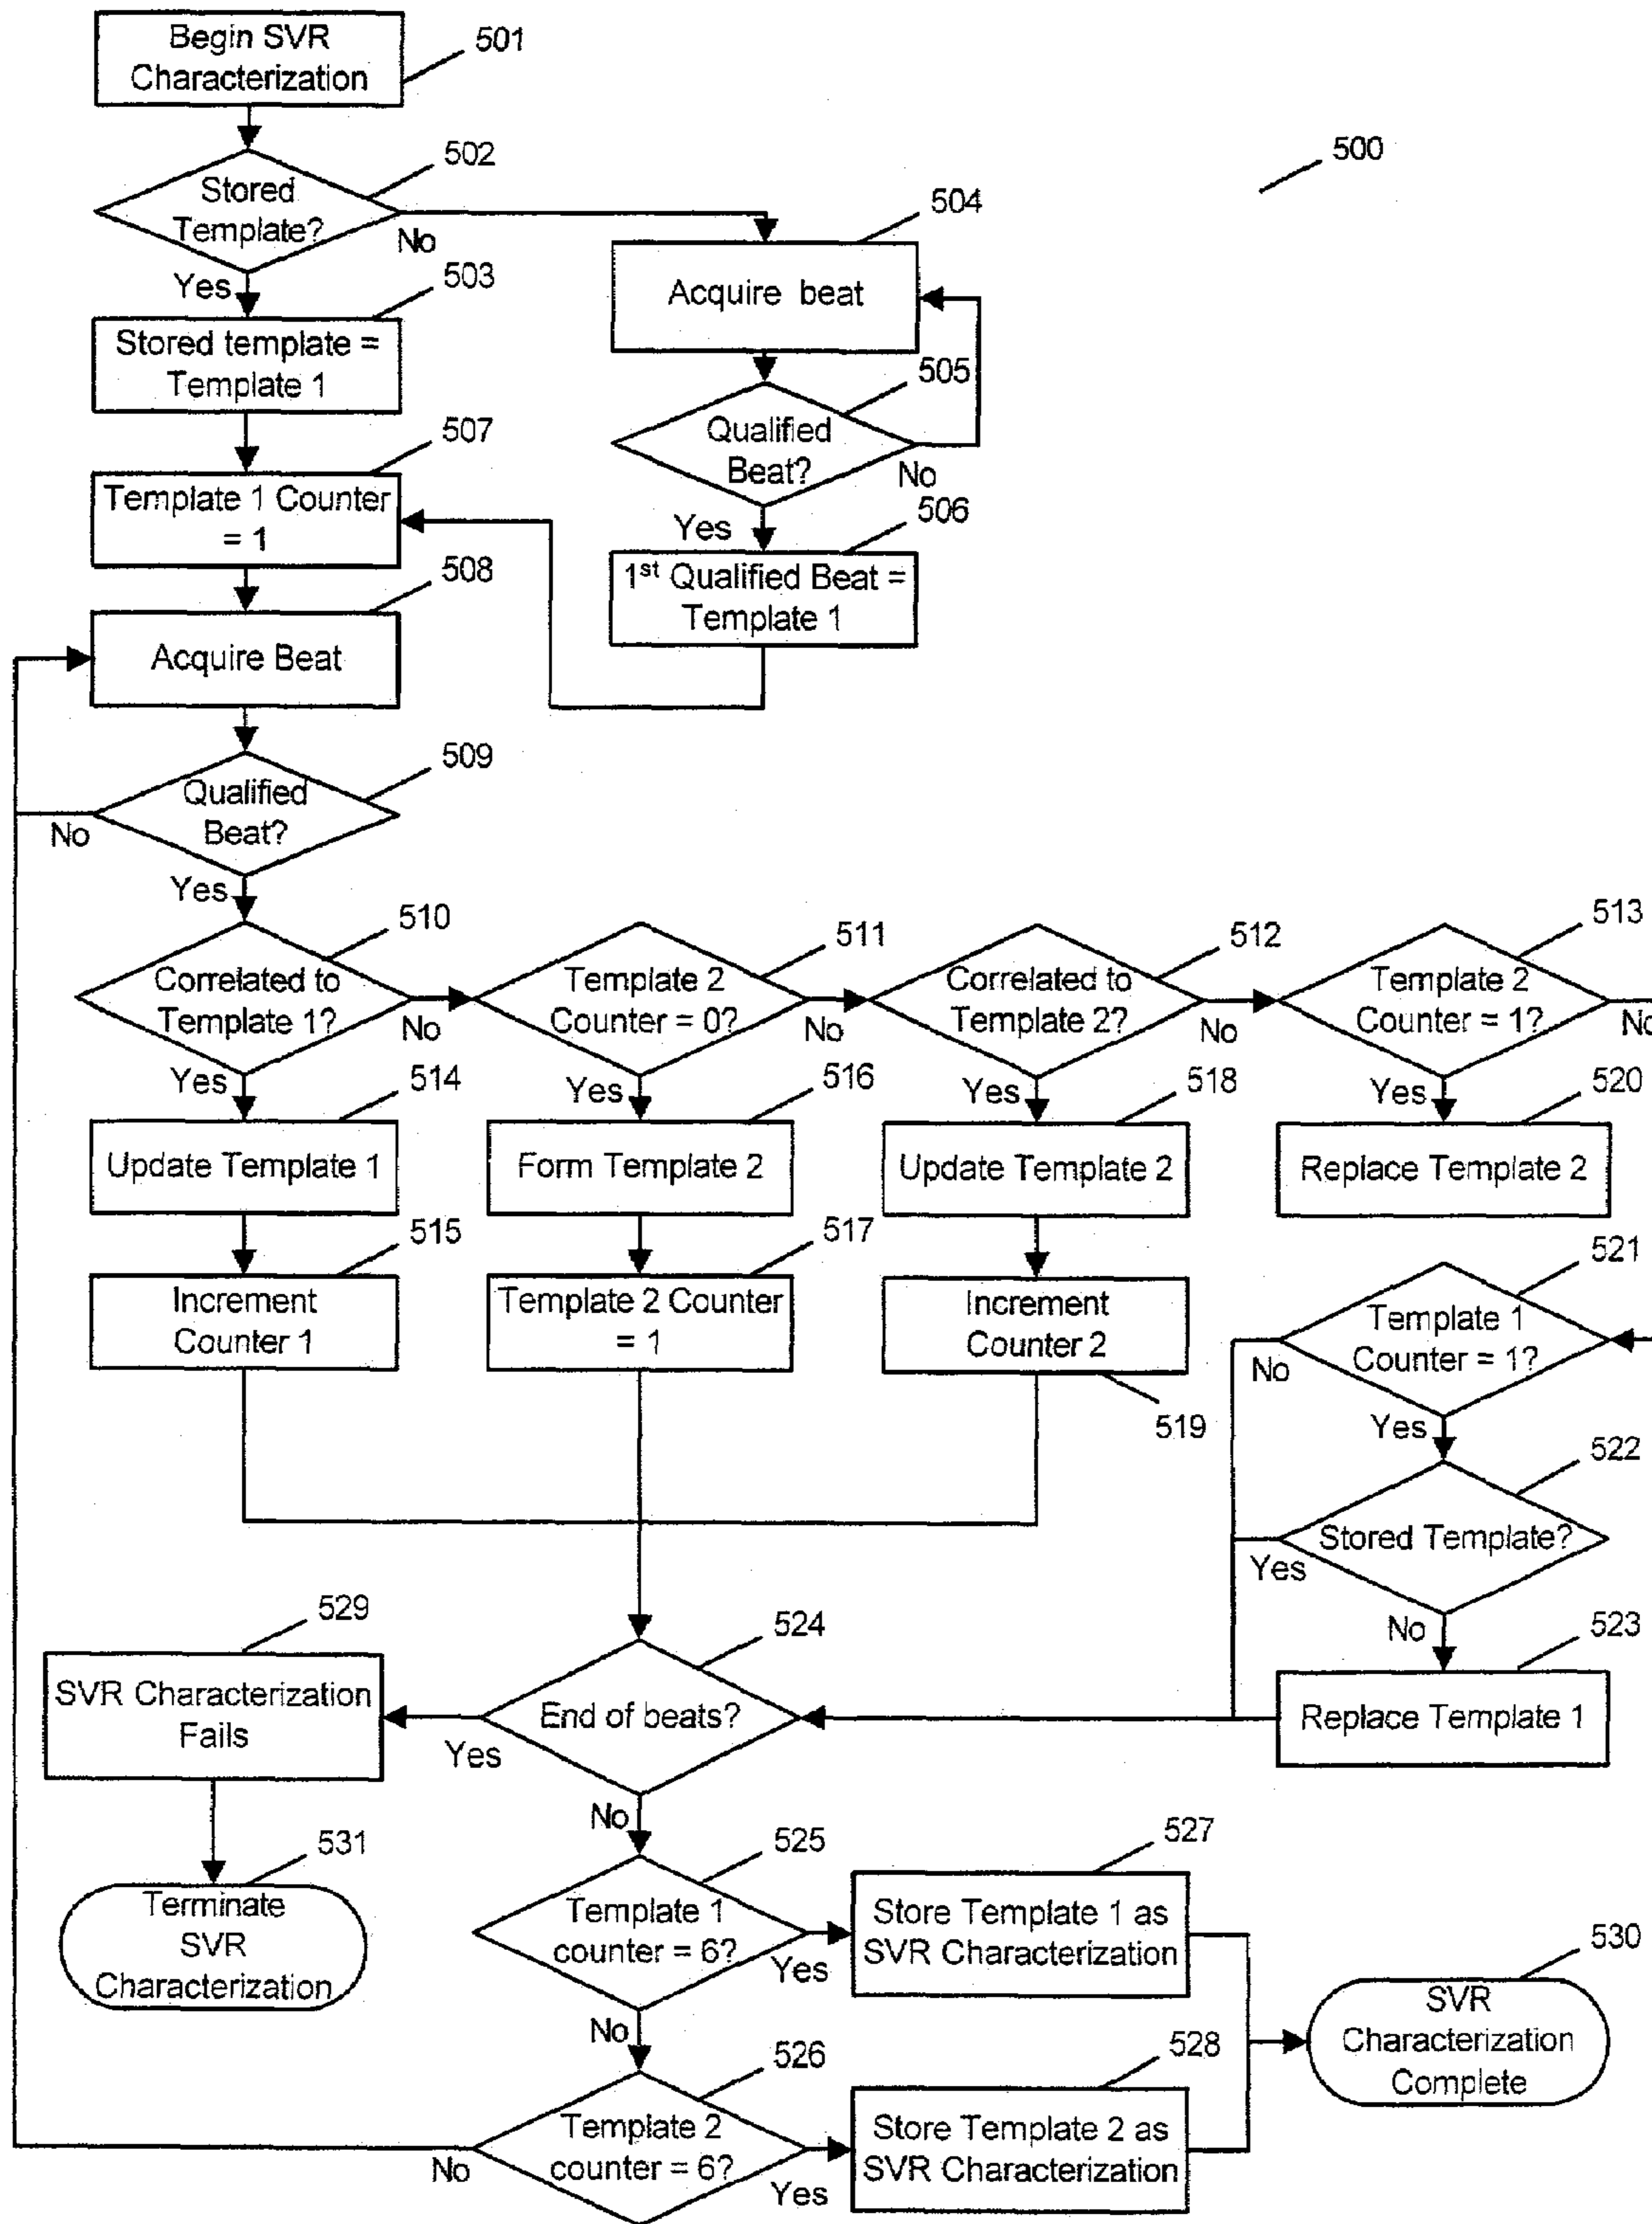 Begin SVR
Characterization
501
500
Stored
Template?
502
No
Yes
504
Acquire beat
503
Stored template =
Template 1
505
Qualified
Beat?
No
Yes
507
Template 1 Counter
= 1
506
1st Qualified Beat =
Template 1
508
Acquire Beat
509
Qualified
Beat?
No
Yes
510
Correlated to
Template 1?
No
Yes
511
Template 2
Counter = 0?
No
Yes
512
Correlated to
Template 2?
No
Yes
513
Template 2
Counter = 1?
No
Yes
514
Update Template 1
516
Form Template 2
518
Update Template 2
520
Replace Template 2
515
Increment
Counter 1
517
Template 2 Counter
= 1
Increment
Counter 2
519
521
Template 1
Counter = 1?
No
Yes
522
Stored Template?
Yes
No
523
Replace Template 1
529
SVR Characterization
Fails
524
End of beats?
Yes
No
531
Terminate
SVR
Characterization
525
Template 1
counter = 6?
Yes
No
527
Store Template 1 as
SVR Characterization
530
SVR
Characterization
Complete
526
Template 2
counter = 6?
No
Yes
528
Store Template 2 as
SVR Characterization